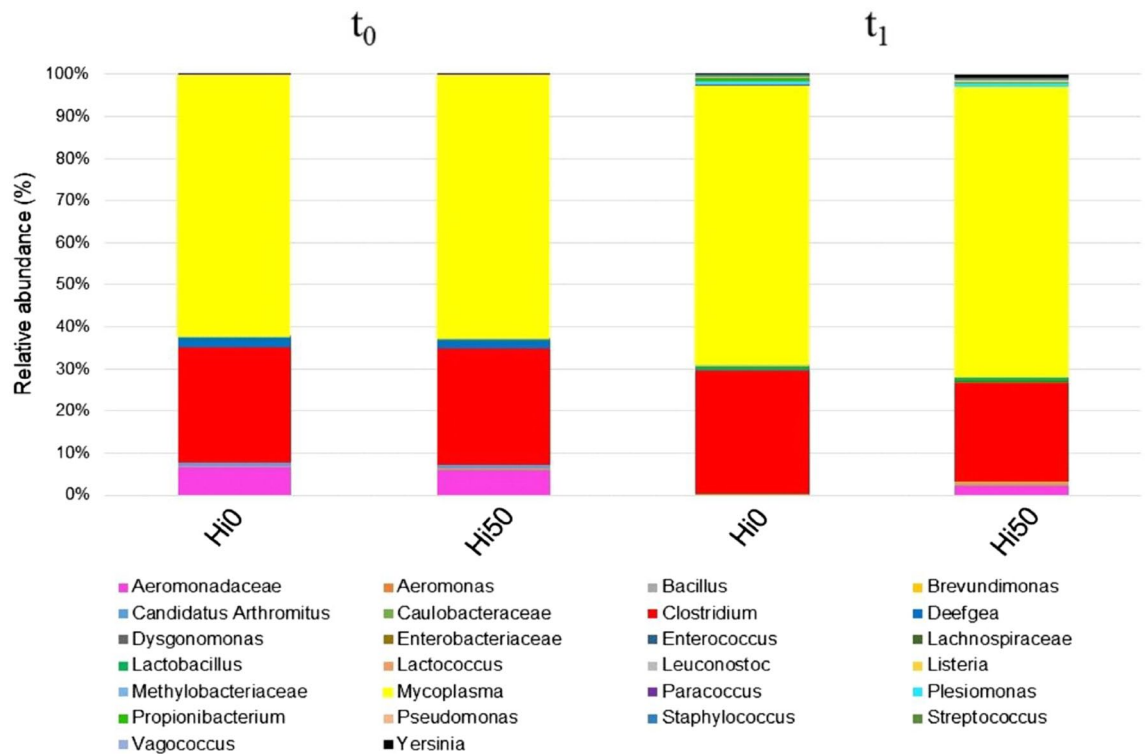 t0 t1
Relative abundance (%)
100%
90%
80%
70%
60%
50%
40%
30%
20%
10%
0%
Hi0 Hi50 Hi0 Hi50
Aeromonadaceae Aeromonas Bacillus Brevundimonas
Candidatus Arthromitus Caulobacteraceae Clostridium Deefgea
Dysgonomonas Enterobacteriaceae Enterococcus Lachnospiraceae
Lactobacillus Lactococcus Leuconostoc Listeria
Methylobacteriaceae Mycoplasma Paracoccus Plesiomonas
Propionibacterium Pseudomonas Staphylococcus Streptococcus
Vagococcus Yersinia